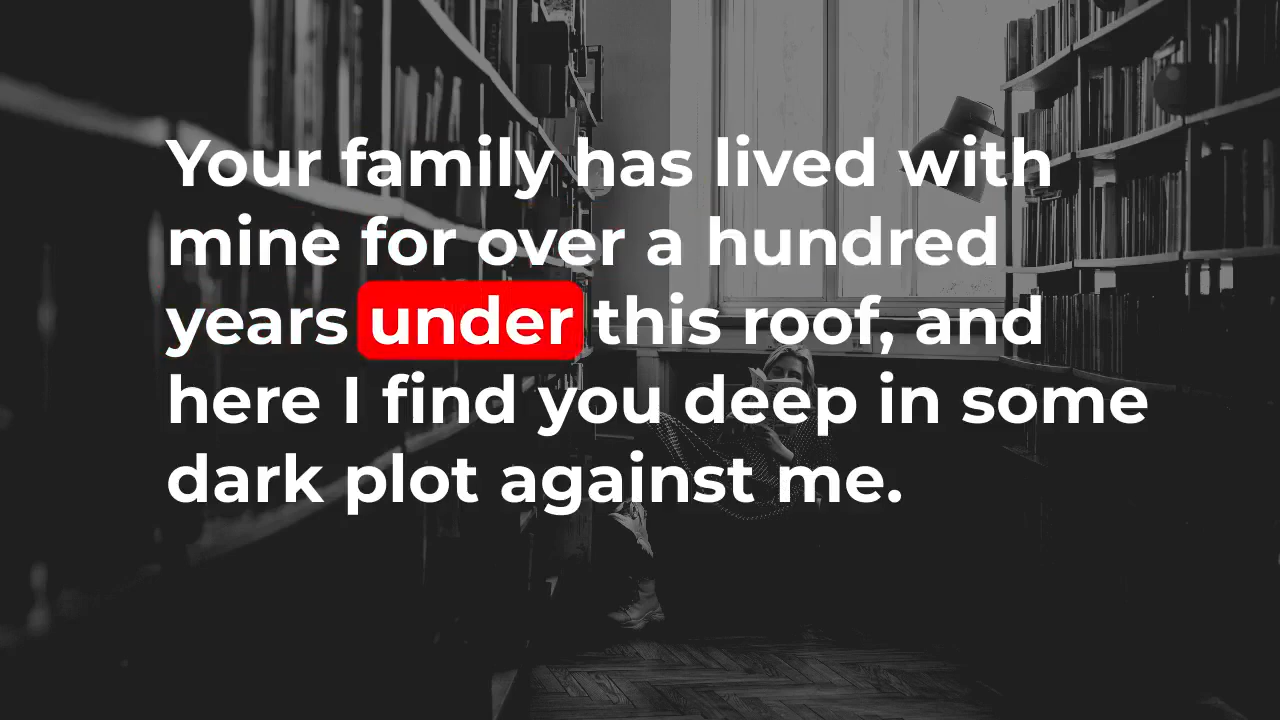 Your family has lived with
mine for over a hundred
years under this roof, and
here I find you deep in some
dark plot against me.